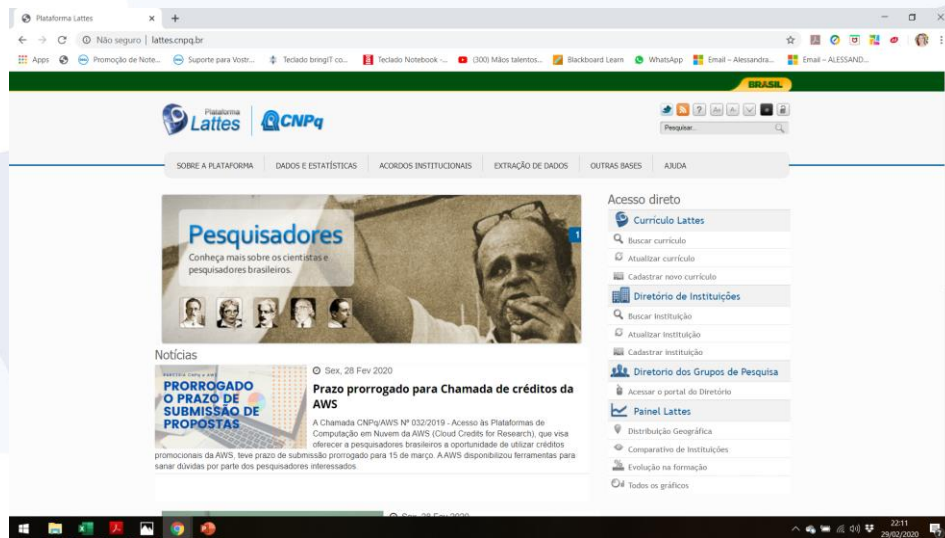 Plataforma Lattes
Não seguro | lattes.cnpq.br
Apps
Promoção de Note...
Suporte para Vostr...
Teclado bringIT co...
Teclado Notebook -...
(300) Mãos talentos...
Blackboard Learn
WhatsApp
Email – Alessandra...
Email – ALESSAND...
BRASIL
Plataforma
Lattes
CNPq
Pesquisar...
SOBRE A PLATAFORMA
DADOS E ESTATÍSTICAS
ACORDOS INSTITUCIONAIS
EXTRAÇÃO DE DADOS
OUTRAS BASES
AJUDA
Pesquisadores
Conheça mais sobre os cientistas e
pesquisadores brasileiros.
1
Acesso direto
Currículo Lattes
Buscar currículo
Atualizar currículo
Cadastrar novo currículo
Diretório de Instituições
Buscar instituição
Atualizar instituição
Cadastrar instituição
Diretorio dos Grupos de Pesquisa
Acessar o portal do Diretório
Painel Lattes
Distribuição Geográfica
Comparativo de Instituições
Evolução na formação
Todos os gráficos
Notícias
PRORROGADO
O PRAZO DE
SUBMISSÃO DE
PROPOSTAS
Sex, 28 Fev 2020
Prazo prorrogado para Chamada de créditos da
AWS
A Chamada CNPq/AWS Nº 032/2019 - Acesso às Plataformas de
Computação em Nuvem da AWS (Cloud Credits for Research), que visa
oferecer a pesquisadores brasileiros a oportunidade de utilizar créditos
promocionais da AWS, teve prazo de submissão prorrogado para 15 de março. A AWS disponibilizou ferramentas para
sanar dúvidas por parte dos pesquisadores interessados.
Sex, 28 Fev 2020
22:11
29/02/2020